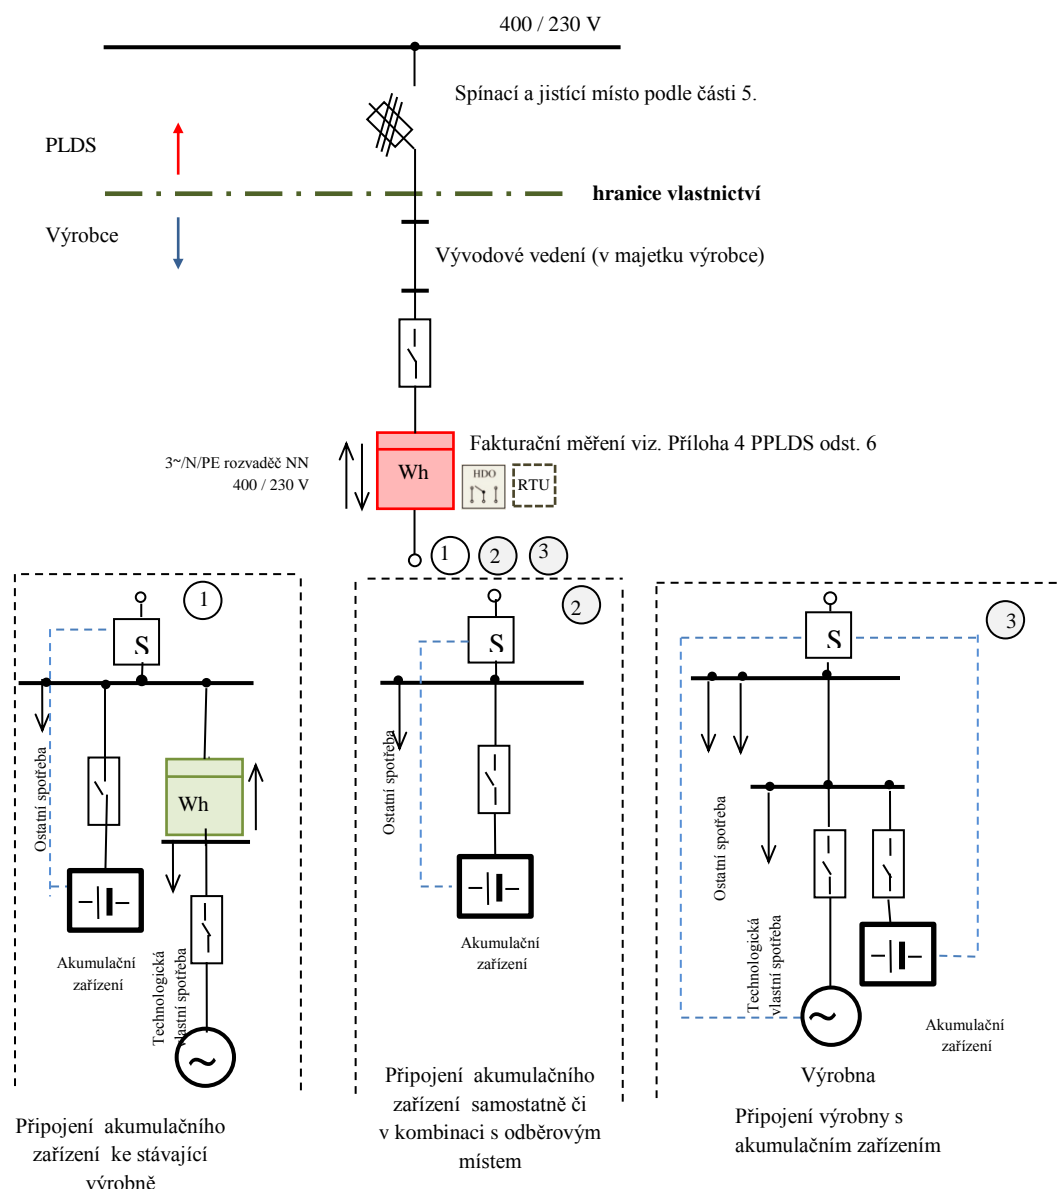 400 / 230 V
Spínací a jistící místo podle části 5.
PLDS
hranice vlastnictví
Výrobce
Vývodové vedení (v majetku výrobce)
Fakturační měření viz. Příloha 4 PPLDS odst. 6
3~/N/PE rozvaděč NN
400 / 230 V
Wh
HDO
RTU
1
2
3
1
S
Ostatní spotřeba
Wh
Akumulační
zařízení
Technologická
vlastní spotřeba
~
Připojení akumulačního
zařízení ke stávající
výrobně
2
S
Ostatní spotřeba
Akumulační
zařízení
Připojení akumulačního
zařízení samostatně či
v kombinaci s odběrovým
místem
3
S
Ostatní spotřeba
Technologická
vlastní spotřeba
~
Akumulační
zařízení
Výrobna
Připojení výrobny s
akumulačním zařízením